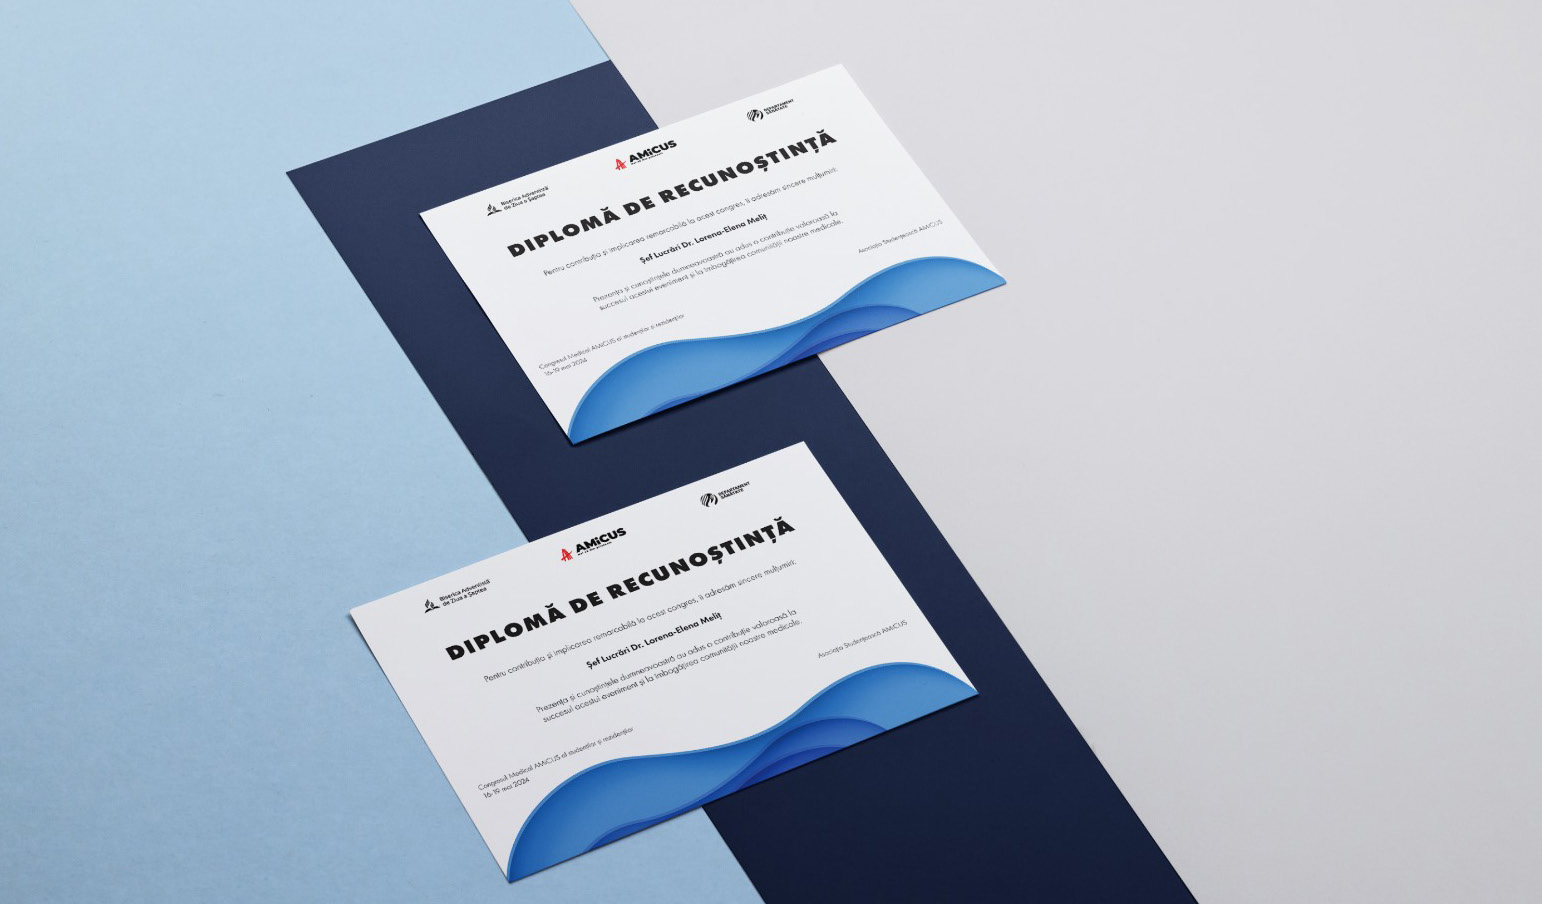 Biserica Adventistă
de Ziua a Șaptea
AMiCUS
DEPARTAMENT
SĂNĂTATE
DIPLOMĂ DE RECUNOȘTINȚĂ
Pentru contribuția și implicarea remarcabilă la acest congres, îi adresăm sincere mulțumiri:
Șef Lucrări Dr. Lorena-Elena Meliț
Prezența și cunoștințele dumneavoastră au adus o contribuție valoroasă la
succesul acestui eveniment și la îmbogățirea comunității noastre medicale.
Asociația Studențească AMiCUS
Congresul Medical AMiCUS al studenților și rezidenților
16-19 mai 2024
Biserica Adventistă
de Ziua a Șaptea
AMiCUS
DEPARTAMENT
SĂNĂTATE
DIPLOMĂ DE RECUNOȘTINȚĂ
Pentru contribuția și implicarea remarcabilă la acest congres, îi adresăm sincere mulțumiri:
Șef Lucrări Dr. Lorena-Elena Meliț
Prezența și cunoștințele dumneavoastră au adus o contribuție valoroasă la
succesul acestui eveniment și la îmbogățirea comunității noastre medicale.
Asociația Studențească AMiCUS
Congresul Medical AMiCUS al studenților și rezidenților
16-19 mai 2024